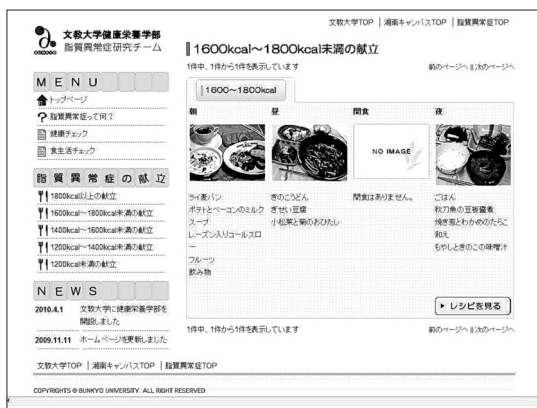 文教大学TOP | 湘南キャンパスTOP | 脂質異常症TOP
BUNKYO
文教大学健康栄養学部
脂質異常症研究チーム
MENU
トップページ
脂質異常症って何？
健康チェック
食生活チェック
脂質異常症の献立
1800kcal以上の献立
1600kcal～1800kcal未満の献立
1400kcal～1600kcal未満の献立
1200kcal～1400kcal未満の献立
1200kcal未満の献立
NEWS
2010.4.1 文教大学に健康栄養学部を
開設しました
2009.11.11 ホームページを更新しました
1600kcal～1800kcal未満の献立
1件中、1件から1件を表示しています 前のページへ || 次のページへ
1600～1800kcal
朝 昼 間食 夜
NO IMAGE
ライ麦パン
ポテトとベーコンのミルク
スープ
レーズン入りコールスロ
ー
フルーツ
飲み物
きのこうどん
ぎせい豆腐
小松菜と菊のおひたし
間食はありません。
ごはん
秋刀魚の豆板醤煮
焼き葱とわかめのたらこ
和え
もやしときのこの味噌汁
レシピを見る
1件中、1件から1件を表示しています 前のページへ || 次のページへ
文教大学TOP | 湘南キャンパスTOP | 脂質異常症TOP
COPYRIGHTS © BUNKYO UNIVERSITY. ALL RIGHT RESERVED.